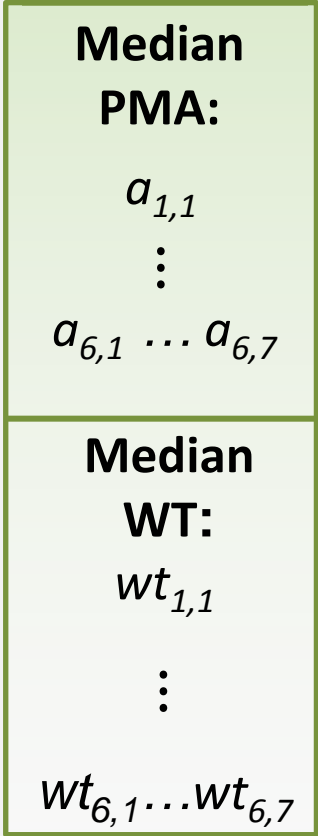 Median
PMA:
a1,1
⋮
a6,1 ... a6,7
Median
WT:
wt1,1
⋮
wt6,1...wt6,7